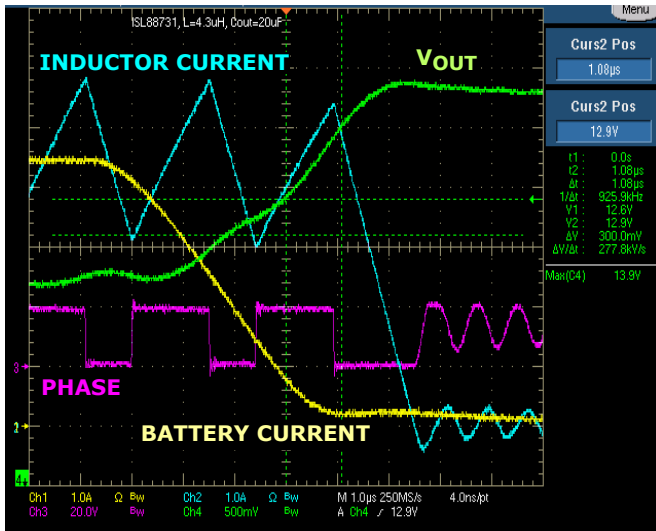 Menu
ISL88731, L=4.3uH, Cout=20uF
INDUCTOR CURRENT
VOUT
Curs2 Pos
1.08µs
Curs2 Pos
12.9V
t1: 0.0s
t2: 1.08µs
Δt: 1.08µs
1/Δt: 925.9kHz
V1: 12.6V
V2: 12.9V
ΔV: 300.0mV
ΔV/Δt: 277.8kV/s
Max(C4) 13.9V
3
PHASE
1
BATTERY CURRENT
4
Ch1 1.0A Ω Bw Ch2 1.0A Ω Bw M 1.0µs 250MS/s 4.0ns/pt
Ch3 20.0V Bw Ch4 500mV Bw A Ch4 / 12.9V